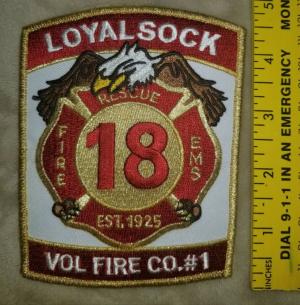 LOYALSOCK
RESCUE
FIRE
18
EMS
EST. 1925
VOL FIRE CO.#1
DIAL 9-1-1 IN AN EMERGENCY MON
(INCHES)
1
2
3
4
5